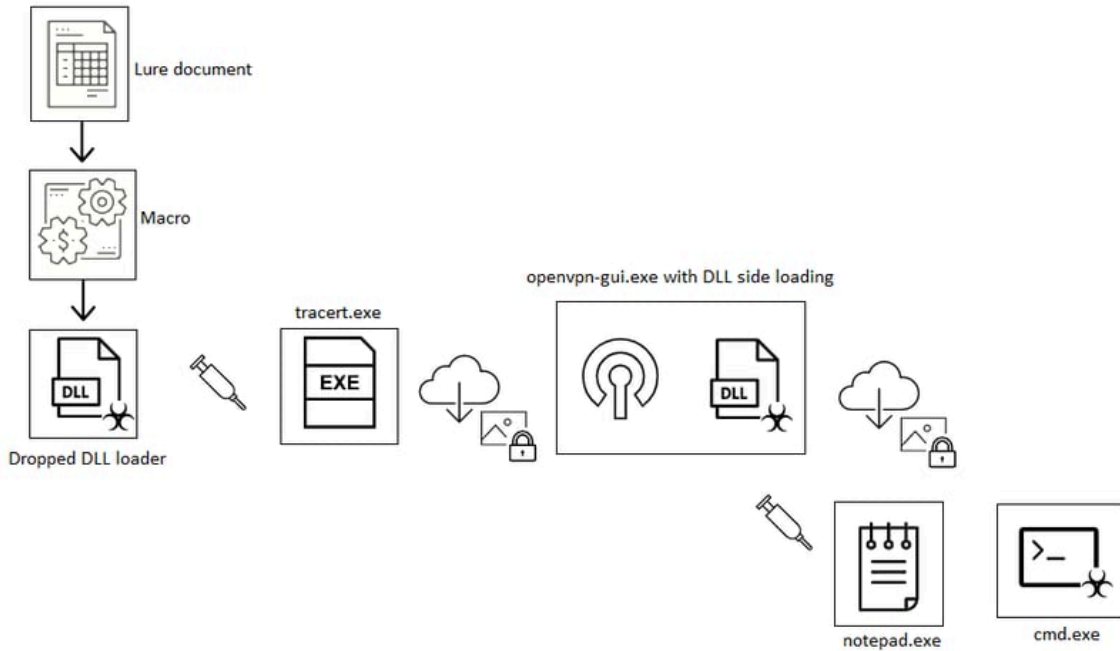 Lure document
Macro
openvpn-gui.exe with DLL side loading
tracert.exe
DLL
EXE
DLL
Dropped DLL loader
notepad.exe
cmd.exe